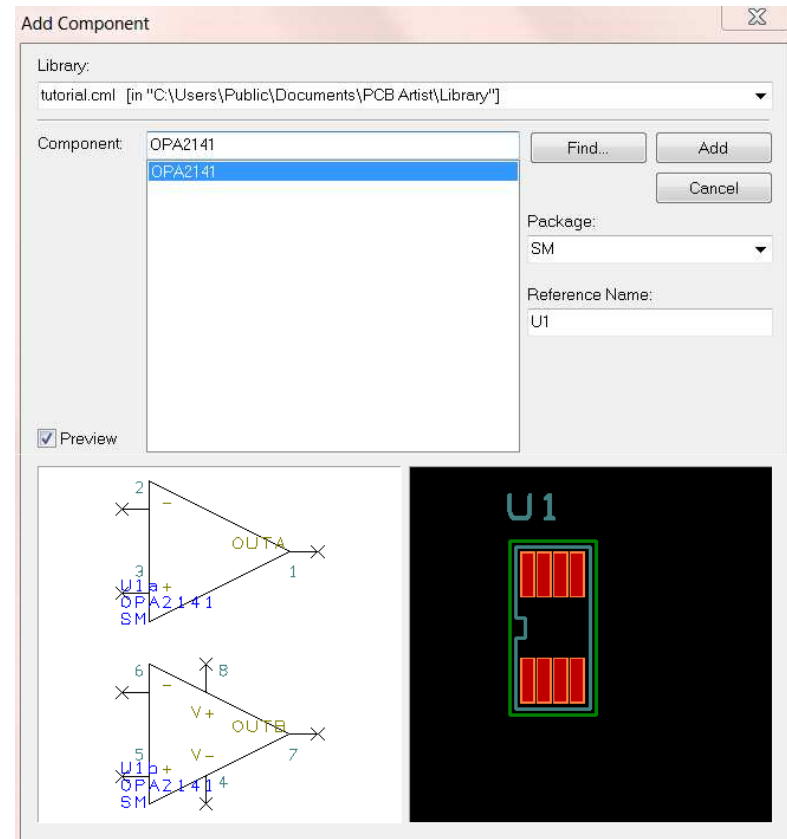 Add Component
Library:
tutorial.cml [in "C:\Users\Public\Documents\PCB Artist\Library"]
Component:
OPA2141
OPA2141
Find...
Add
Cancel
Package:
SM
Reference Name:
U1
Preview
2
-
OUTA
1
3
+
U1a
OPA2141
SM
6
-
8
V+
OUTB
7
5
+
V-
4
U1b
OPA2141
SM
U1